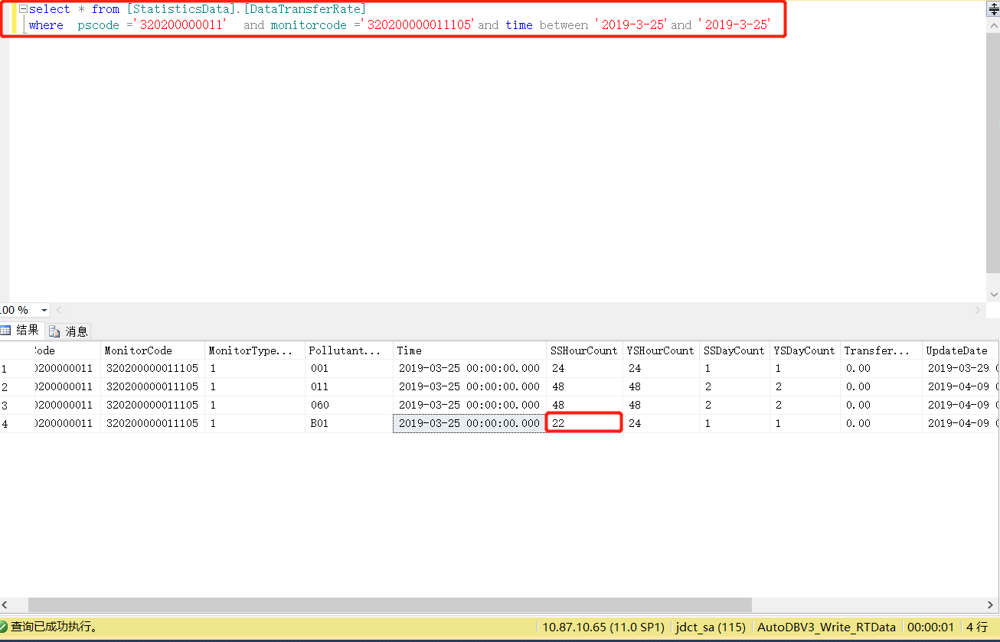 select * from [StatisticsData].[DataTransferRate]
where pscode ='320200000011' and monitorcode ='320200000011105'and time between '2019-3-25'and '2019-3-25'
100 %
结果 消息
Code MonitorCode MonitorType... Pollutant... Time SSHourCount YSHourCount SSDayCount YSDayCount Transfer... UpdateDate
1 0200000011 320200000011105 1 001 2019-03-25 00:00:00.000 24 24 1 1 0.00 2019-03-29 0
2 0200000011 320200000011105 1 011 2019-03-25 00:00:00.000 48 48 2 2 0.00 2019-04-09 0
3 0200000011 320200000011105 1 060 2019-03-25 00:00:00.000 48 48 2 2 0.00 2019-04-09 0
4 0200000011 320200000011105 1 B01 2019-03-25 00:00:00.000 22 24 1 1 0.00 2019-04-09 0
查询已成功执行。 10.87.10.65 (11.0 SP1) jdct_sa (115) AutoDBV3_Write_RTData 00:00:01 4 行